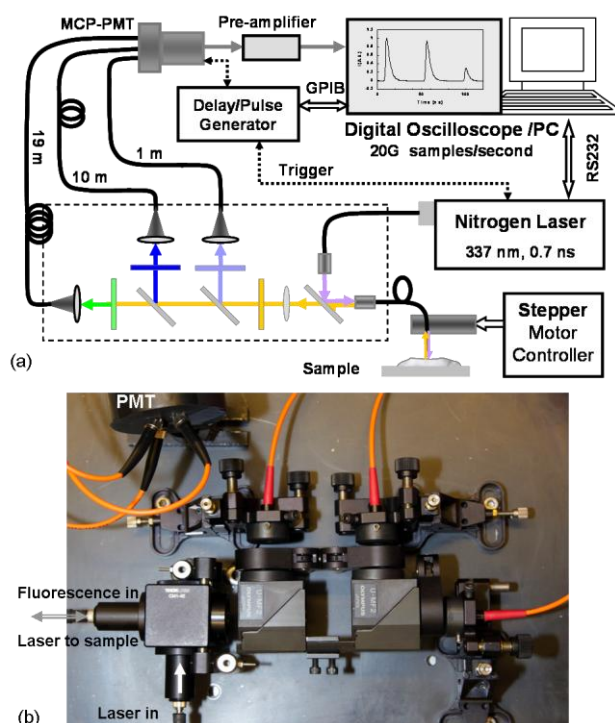 MCP-PMT
Pre-amplifier
GPIB
Delay/Pulse
Generator
Digital Oscilloscope /PC
20G samples/second
Trigger
RS232
19 m
10 m
1 m
Nitrogen Laser
337 nm, 0.7 ns
Stepper
Motor
Controller
Sample
(a)
PMT
Fluorescence in
Laser to sample
Laser in
(b)